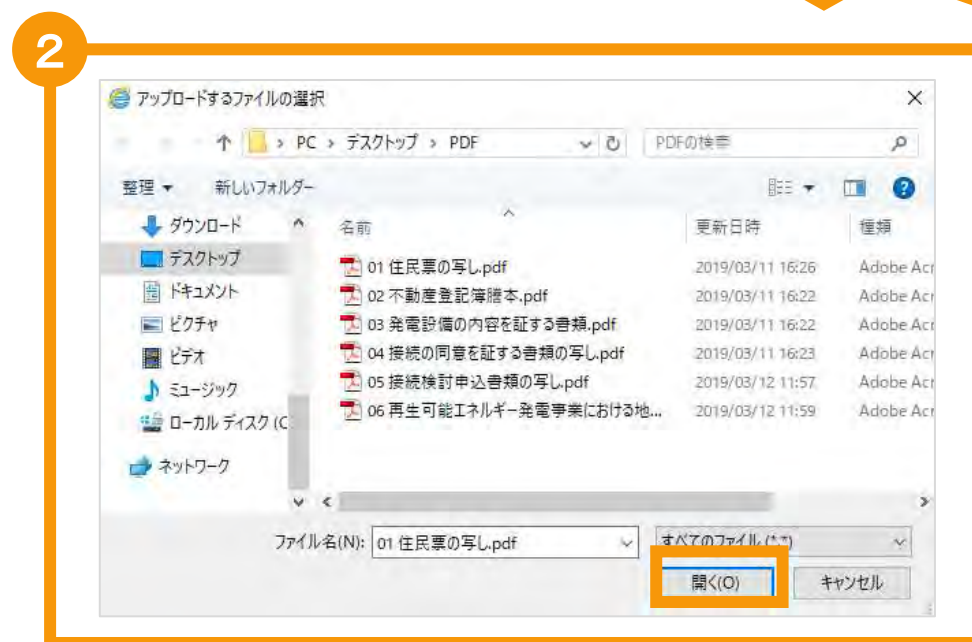 2
アップロードするファイルの選択
PC › デスクトップ › PDF
PDFの検索
整理 新しいフォルダー
名前 更新日時 種類
ダウンロード
デスクトップ
ドキュメント
ピクチャ
ビデオ
ミュージック
ローカル ディスク (C
ネットワーク
01 住民票の写し.pdf 2019/03/11 16:26 Adobe Acr
02 不動産登記簿謄本.pdf 2019/03/11 16:22 Adobe Acr
03 発電設備の内容を証する書類.pdf 2019/03/11 16:22 Adobe Acr
04 接続の同意を証する書類の写し.pdf 2019/03/11 16:23 Adobe Acr
05 接続検討申込書類の写し.pdf 2019/03/12 11:57 Adobe Acr
06 再生可能エネルギー発電事業における地... 2019/03/12 11:59 Adobe Acr
ファイル名(N): 01 住民票の写し.pdf
すべてのファイル (*.*)
開く(O) キャンセル